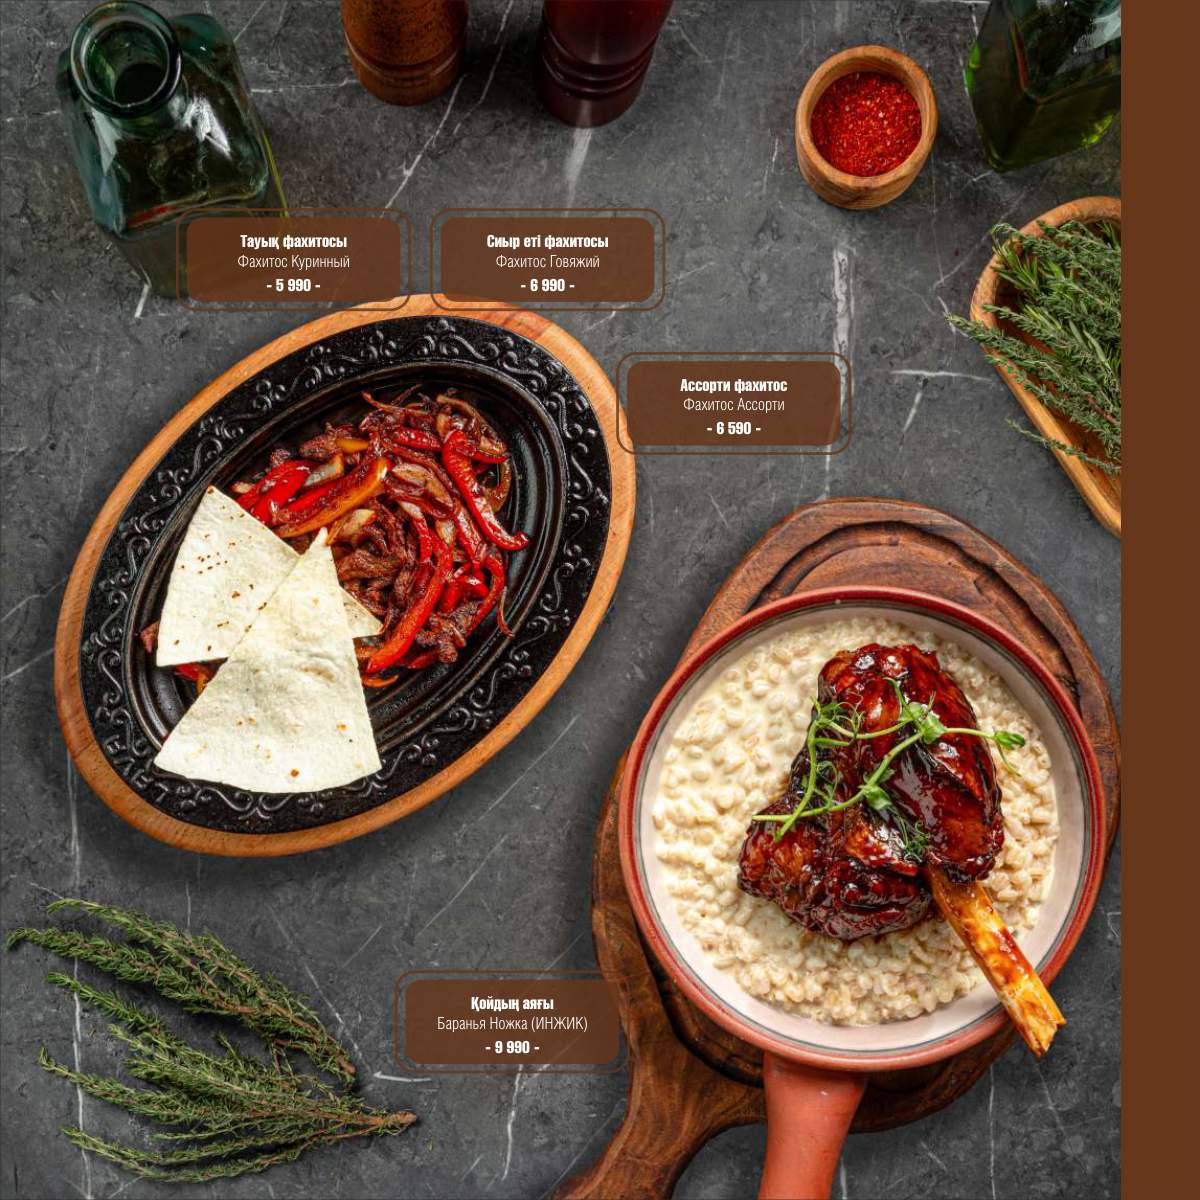 Тауық фахитосы
Фахитос Куринный
- 5 990 -
Сиыр еті фахитосы
Фахитос Говяжий
- 6 990 -
Ассорти фахитос
Фахитос Ассорти
- 6 590 -
Қойдың аяғы
Баранья Ножка (ИНЖИК)
- 9 990 -